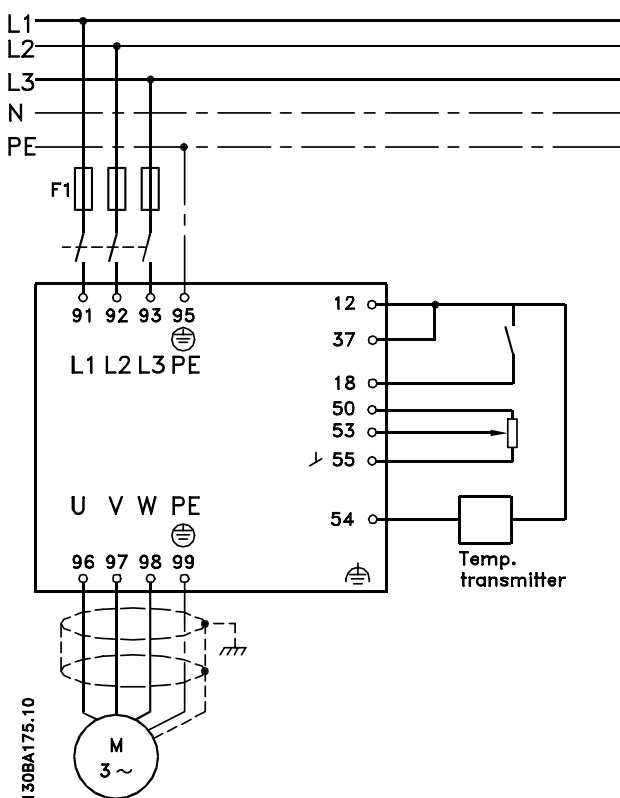 L1
L2
L3
N
PE
F1
91 92 93 95
L1 L2 L3 PE
12
37
18
50
53
55
54
U V W PE
96 97 98 99
Temp.
transmitter
M
3 ~
130BA175.10